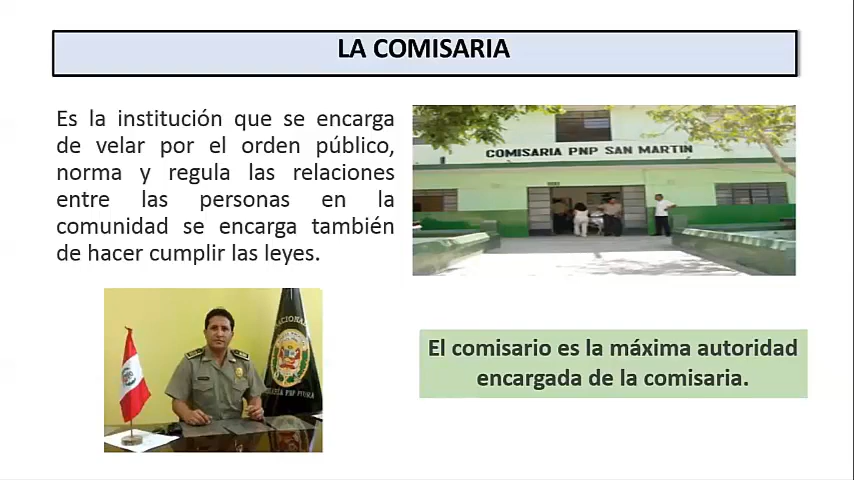 LA COMISARIA
Es la institución que se encarga
de velar por el orden público,
norma y regula las relaciones
entre las personas en la
comunidad se encarga también
de hacer cumplir las leyes.
COMISARIA PNP SAN MARTIN
El comisario es la máxima autoridad
encargada de la comisaria.